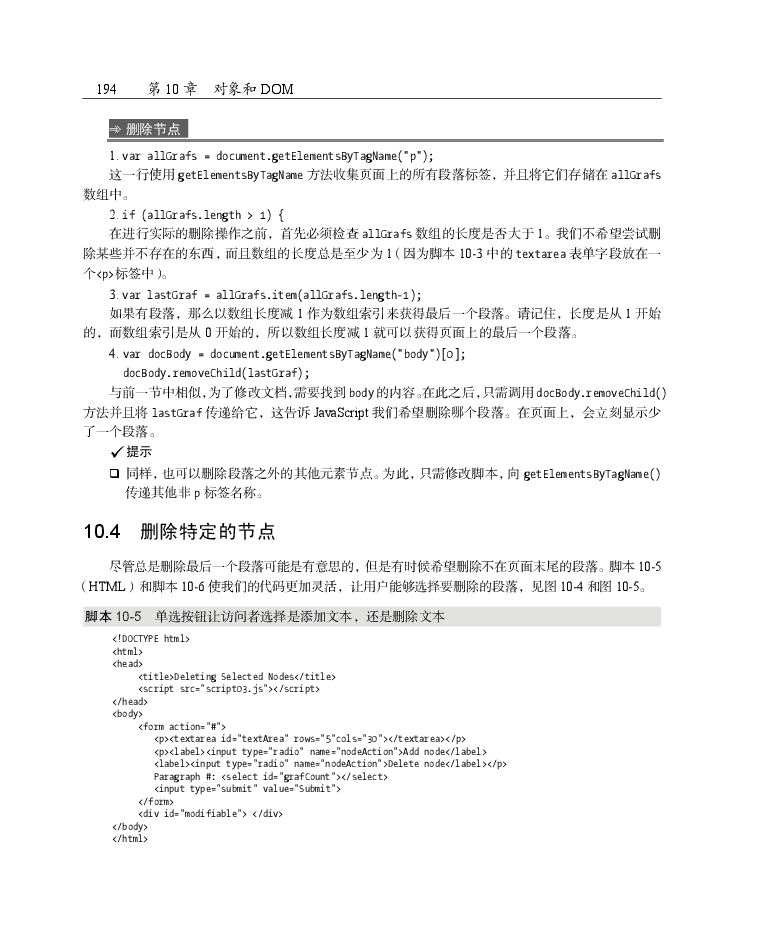 194 第 10 章 对象和 DOM
➾ 删除节点
1. var allGrafs = document.getElementsByTagName("p");
这一行使用 getElementsByTagName 方法收集页面上的所有段落标签，并且将它们存储在 allGrafs
数组中。
2. if (allGrafs.length > 1) {
在进行实际的删除操作之前，首先必须检查 allGrafs 数组的长度是否大于 1。我们不希望尝试删
除某些并不存在的东西，而且数组的长度总是至少为 1（因为脚本 10-3 中的 textarea 表单字段放在一
个<p>标签中）。
3. var lastGraf = allGrafs.item(allGrafs.length-1);
如果有段落，那么以数组长度减 1 作为数组索引来获得最后一个段落。请记住，长度是从 1 开始
的，而数组索引是从 0 开始的，所以数组长度减 1 就可以获得页面上的最后一个段落。
4. var docBody = document.getElementsByTagName("body")[0];
docBody.removeChild(lastGraf);
与前一节中相似，为了修改文档，需要找到 body 的内容。在此之后，只需调用 docBody.removeChild()
方法并且将 lastGraf 传递给它，这告诉 JavaScript 我们希望删除哪个段落。在页面上，会立刻显示少
了一个段落。
✓ 提示
❑ 同样，也可以删除段落之外的其他元素节点。为此，只需修改脚本，向 getElementsByTagName()
传递其他非 p 标签名称。
10.4 删除特定的节点
尽管总是删除最后一个段落可能是有意思的，但是有时候希望删除不在页面末尾的段落。脚本 10-5
（HTML）和脚本 10-6 使我们的代码更加灵活，让用户能够选择要删除的段落，见图 10-4 和图 10-5。
脚本 10-5 单选按钮让访问者选择是添加文本，还是删除文本
<!DOCTYPE html>
<html>
<head>
<title>Deleting Selected Nodes</title>
<script src="script03.js"></script>
</head>
<body>
<form action="#">
<p><textarea id="textArea" rows="5"cols="30"></textarea></p>
<p><label><input type="radio" name="nodeAction">Add node</label>
<label><input type="radio" name="nodeAction">Delete node</label></p>
Paragraph #: <select id="grafCount"></select>
<input type="submit" value="Submit">
</form>
<div id="modifiable"> </div>
</body>
</html>